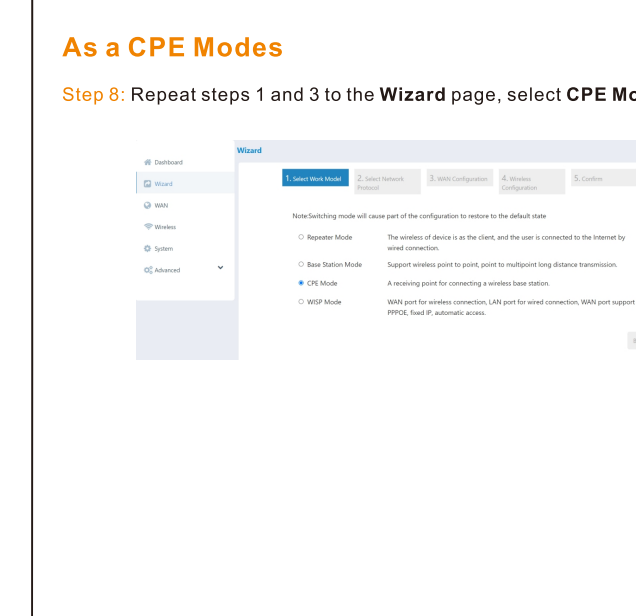 As a CPE Modes
Step 8: Repeat steps 1 and 3 to the Wizard page, select CPE Mo
Wizard
Dashboard
Wizard
WAN
Wireless
System
Advanced
1. Select Work Model
2. Select Network
Protocol
3. WAN Configuration
4. Wireless
Configuration
5. Confirm
Note:Switching mode will cause part of the configuration to restore to the default state
Repeater Mode
The wireless of device is as the client, and the user is connected to the Internet by
wired connection.
Base Station Mode
Support wireless point to point, point to multipoint long distance transmission.
CPE Mode
A receiving point for connecting a wireless base station.
WISP Mode
WAN port for wireless connection, LAN port for wired connection, WAN port support
PPPOE, fixed IP, automatic access.